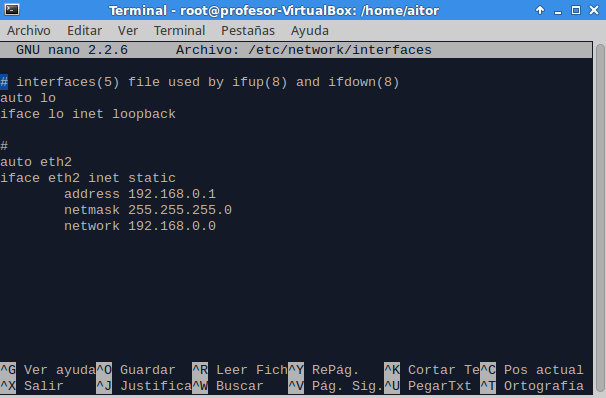 Terminal - root@profesor-VirtualBox: /home/aitor
Archivo Editar Ver Terminal Pestañas Ayuda
GNU nano 2.2.6 Archivo: /etc/network/interfaces
# interfaces(5) file used by ifup(8) and ifdown(8)
auto lo
iface lo inet loopback
#
auto eth2
iface eth2 inet static
address 192.168.0.1
netmask 255.255.255.0
network 192.168.0.0
^G Ver ayuda^O Guardar ^R Leer Fich^Y RePág. ^K Cortar Te^C Pos actual
^X Salir ^J Justifica^W Buscar ^V Pág. Sig.^U PegarTxt ^T Ortografía